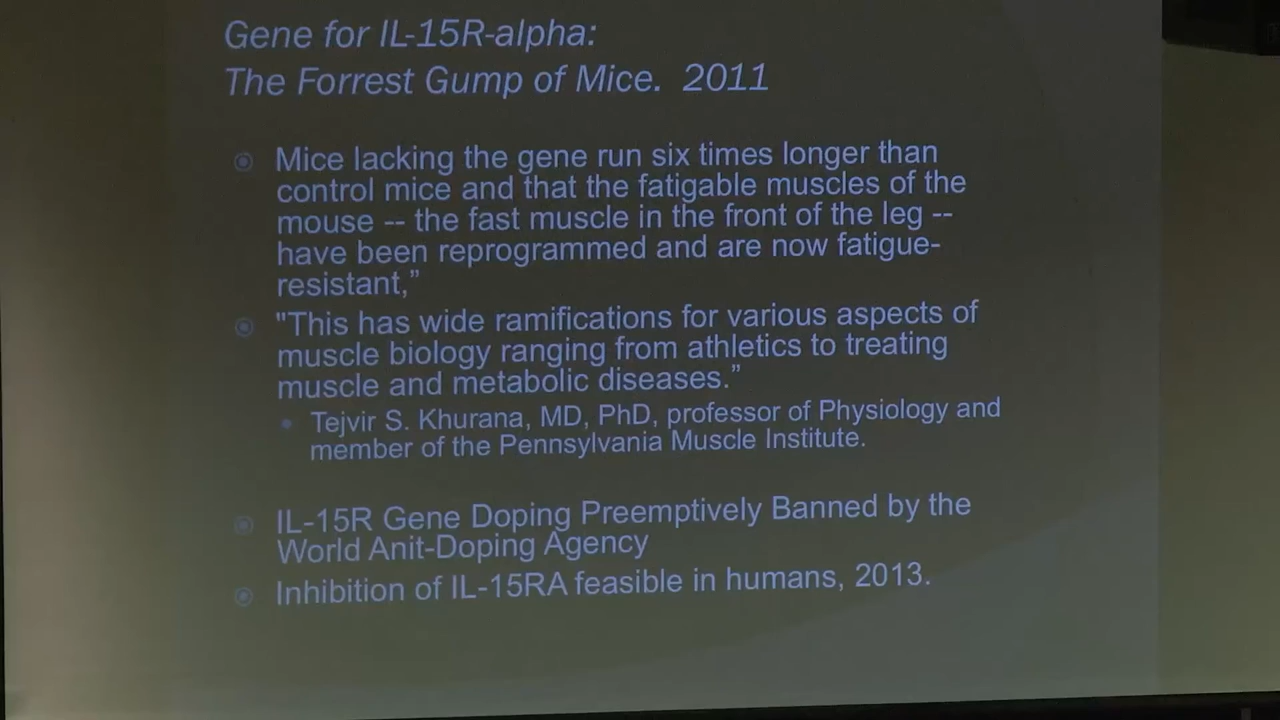 Gene for IL-15R-alpha:
The Forrest Gump of Mice. 2011
Mice lacking the gene run six times longer than
control mice and that the fatigable muscles of the
mouse -- the fast muscle in the front of the leg --
have been reprogrammed and are now fatigue-
resistant,”
"This has wide ramifications for various aspects of
muscle biology ranging from athletics to treating
muscle and metabolic diseases.”
Tejvir S. Khurana, MD, PhD, professor of Physiology and
member of the Pennsylvania Muscle Institute.
IL-15R Gene Doping Preemptively Banned by the
World Anit-Doping Agency
Inhibition of IL-15RA feasible in humans, 2013.